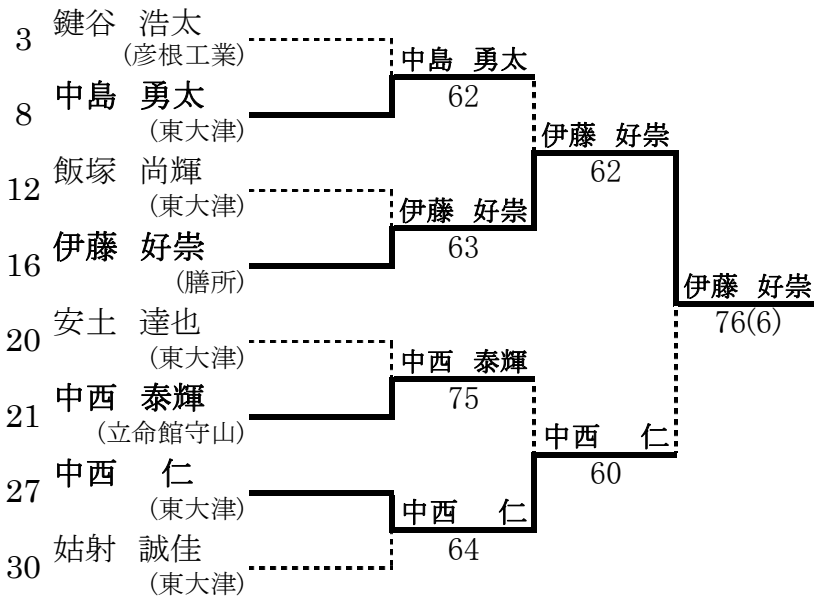 3 鍵谷 浩太
(彦根工業)
8 中島 勇太
(東大津)
12 飯塚 尚輝
(東大津)
16 伊藤 好崇
(膳所)
20 安土 達也
(東大津)
21 中西 泰輝
(立命館守山)
27 中西 仁
(東大津)
30 姑射 誠佳
(東大津)
中島 勇太
62
伊藤 好崇
63
中西 泰輝
75
中西 仁
64
伊藤 好崇
62
中西 仁
60
伊藤 好崇
76(6)